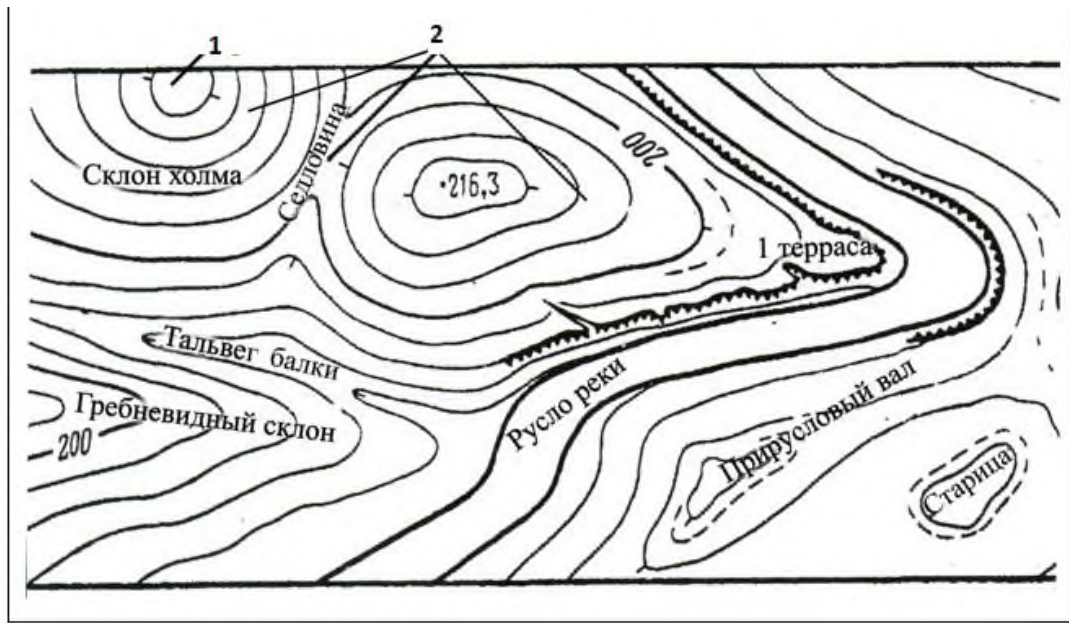 1
2
Склон холма
Седловина
•216,3
200
1 терраса
Тальвег балки
Гребневидный склон
200
Русло реки
Прирусловый вал
Старица